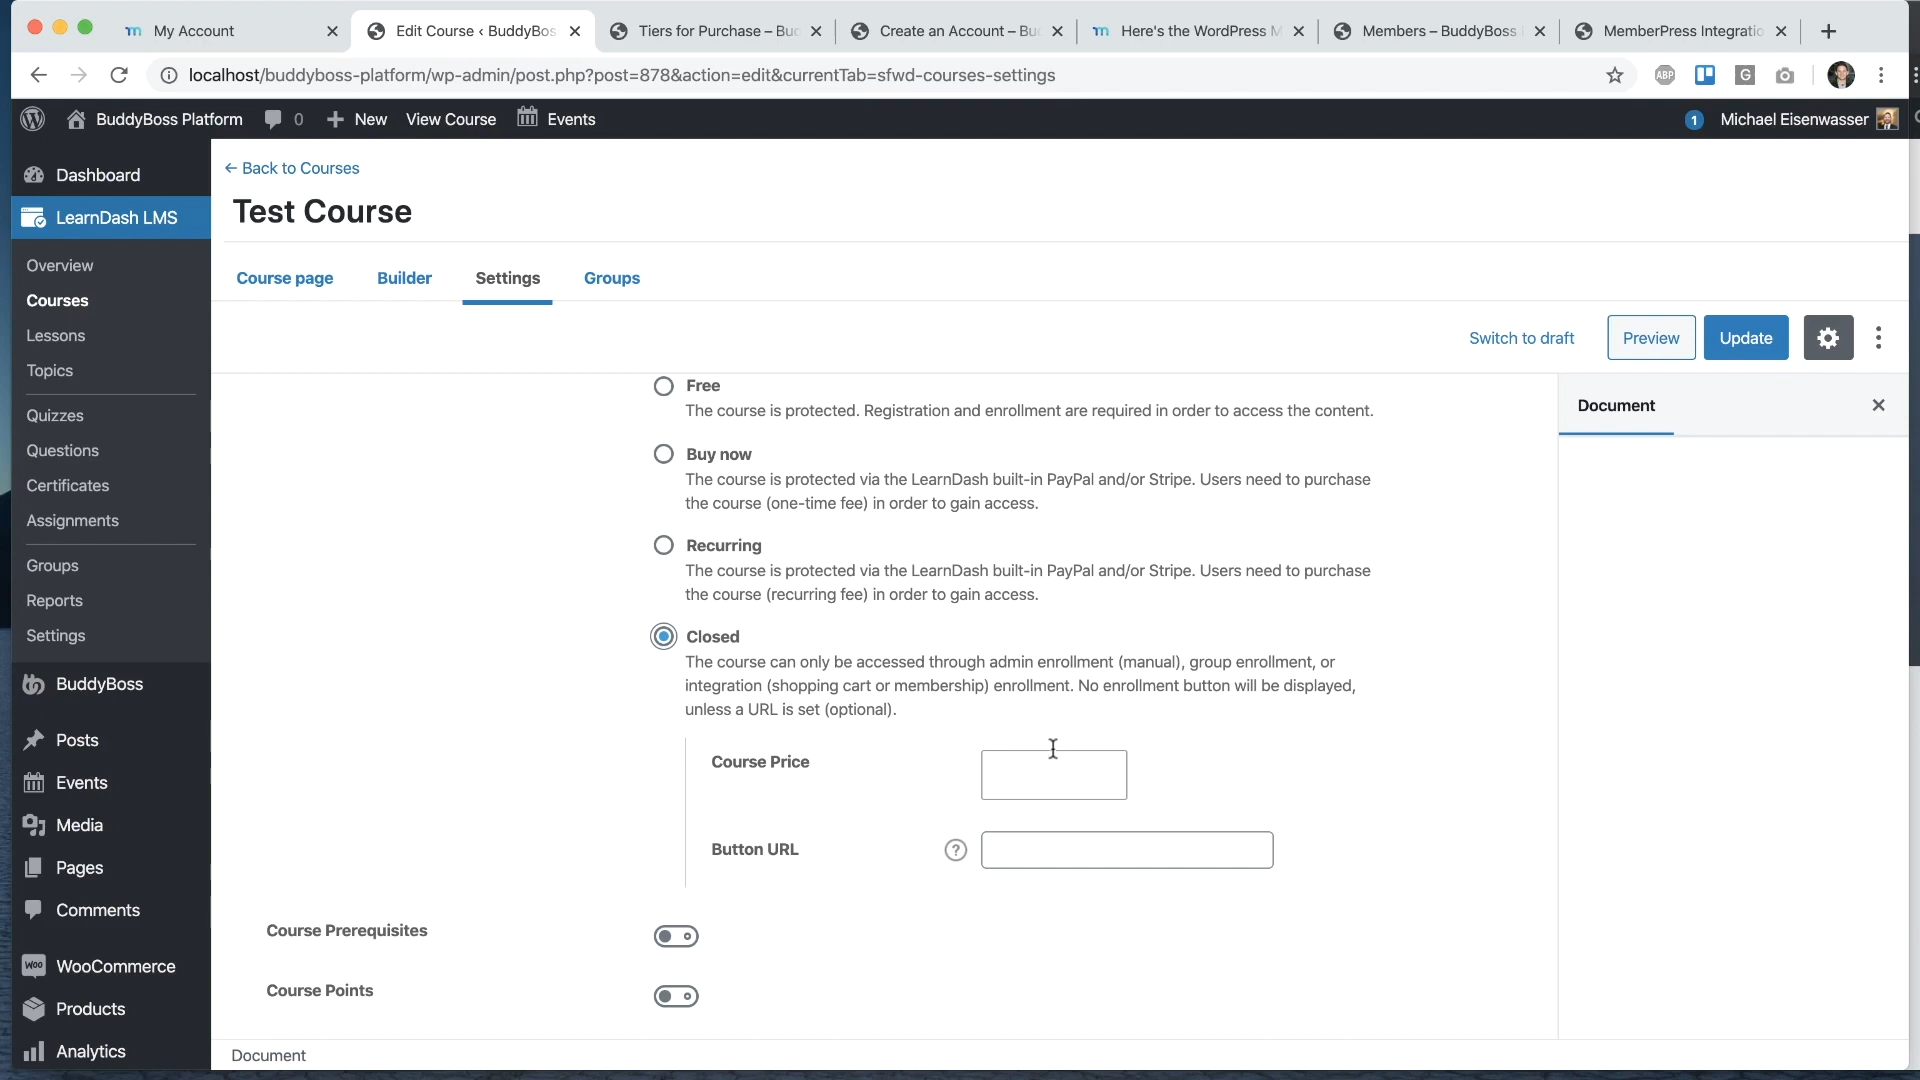 My Account
Edit Course ‹ BuddyBos
Tiers for Purchase – Bu
Create an Account – Bu
Here's the WordPress M
Members – BuddyBoss
MemberPress Integratio
localhost/buddyboss-platform/wp-admin/post.php?post=878&action=edit&currentTab=sfwd-courses-settings
ABP
G
BuddyBoss Platform
0
New
View Course
Events
1
Michael Eisenwasser
Dashboard
LearnDash LMS
Overview
Courses
Lessons
Topics
Quizzes
Questions
Certificates
Assignments
Groups
Reports
Settings
BuddyBoss
Posts
Events
Media
Pages
Comments
WOO
WooCommerce
Products
Analytics
← Back to Courses
Test Course
Course page
Builder
Settings
Groups
Switch to draft
Preview
Update
Free
The course is protected. Registration and enrollment are required in order to access the content.
Buy now
The course is protected via the LearnDash built-in PayPal and/or Stripe. Users need to purchase
the course (one-time fee) in order to gain access.
Recurring
The course is protected via the LearnDash built-in PayPal and/or Stripe. Users need to purchase
the course (recurring fee) in order to gain access.
Closed
The course can only be accessed through admin enrollment (manual), group enrollment, or
integration (shopping cart or membership) enrollment. No enrollment button will be displayed,
unless a URL is set (optional).
Course Price
Button URL
?
Course Prerequisites
Course Points
Document
Document